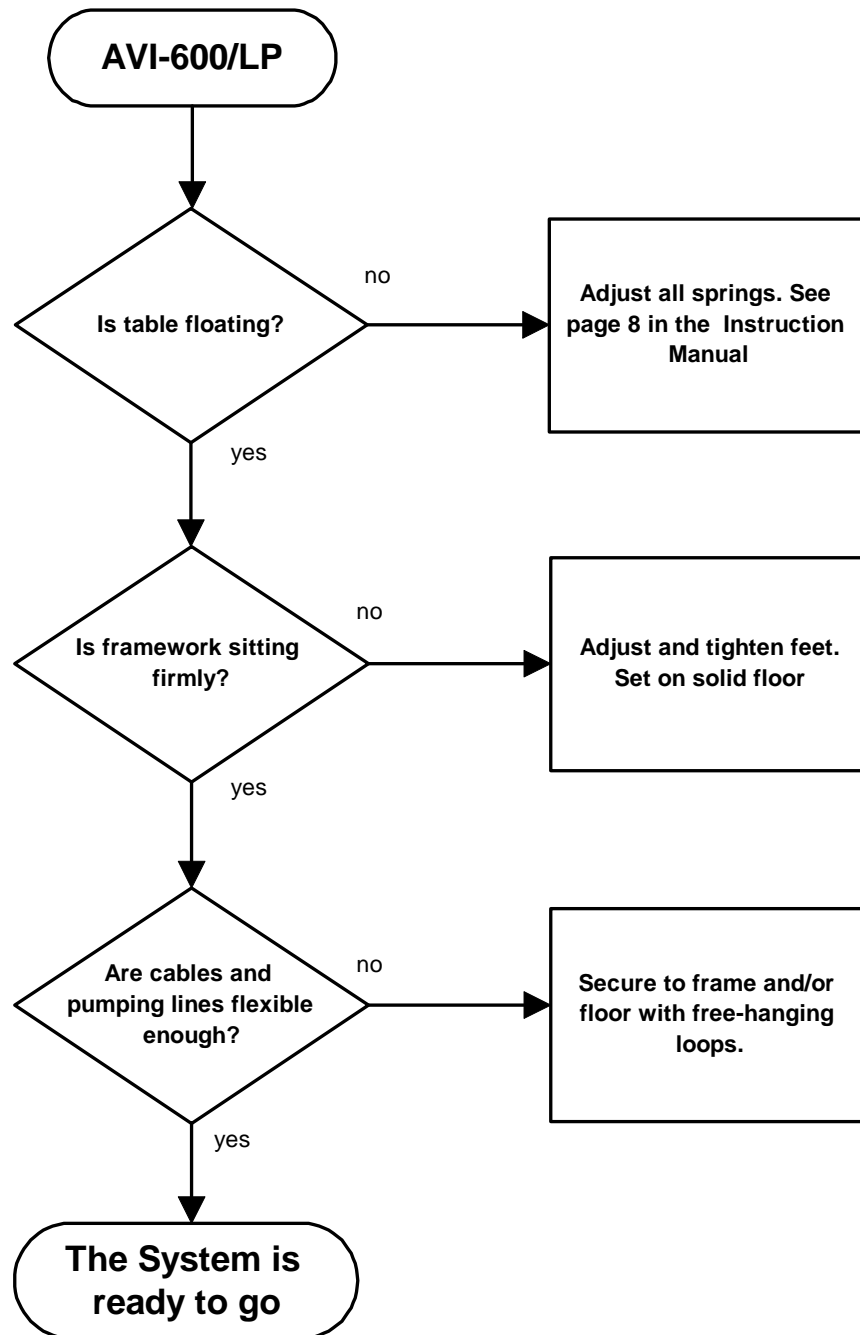 AVI-600/LP
Is table floating?
no
Adjust all springs. See
page 8 in the Instruction
Manual
yes
Is framework sitting
firmly?
no
Adjust and tighten feet.
Set on solid floor
yes
Are cables and
pumping lines flexible
enough?
no
Secure to frame and/or
floor with free-hanging
loops.
yes
The System is
ready to go